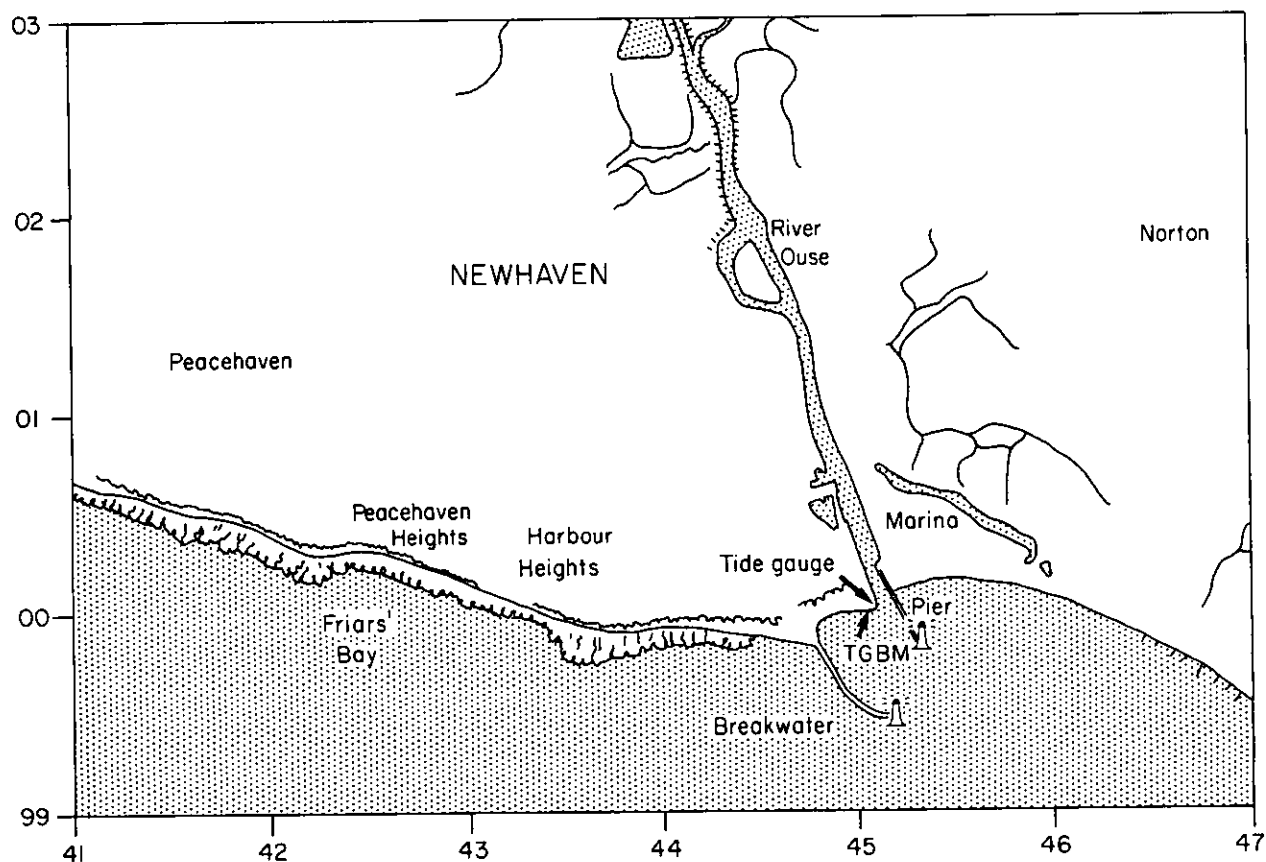 03
02
01
00
99
River
Ouse
Norton
NEWHAVEN
Peacehaven
Peacehaven
Heights
Harbour
Heights
Marina
Tide gauge
Pier
Friars'
Bay
TGBM
Breakwater
41
42
43
44
45
46
47